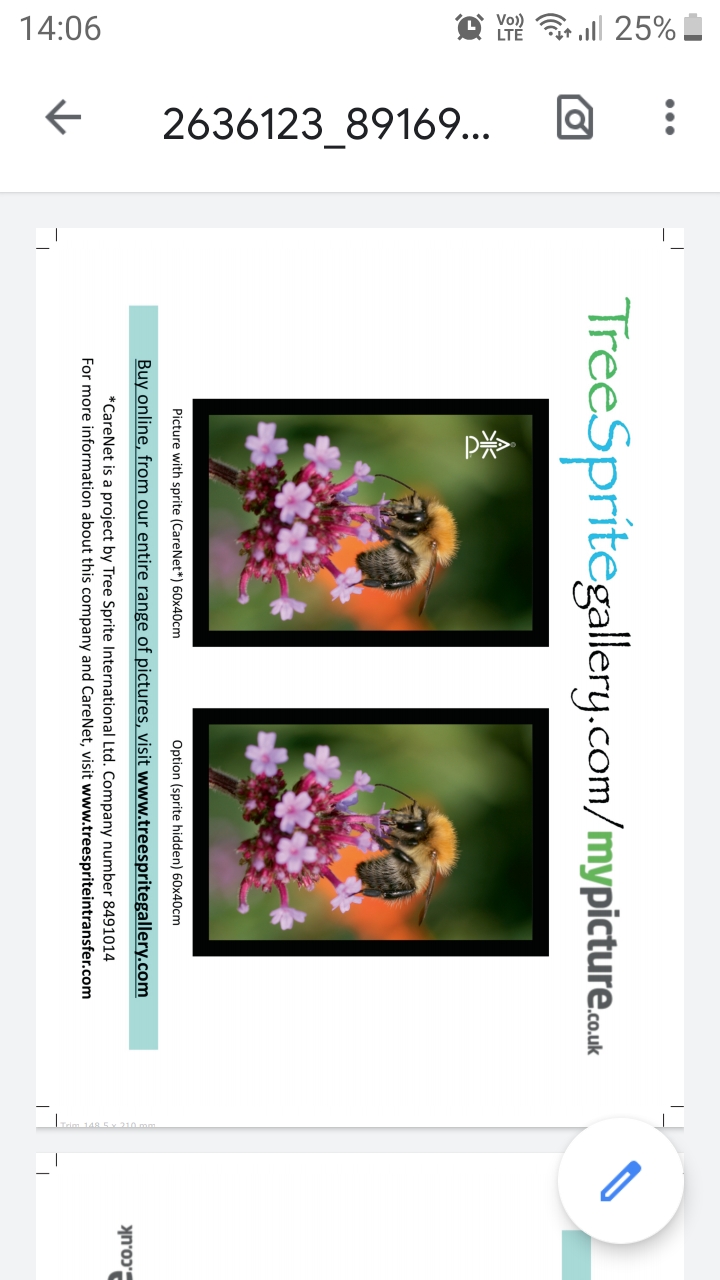 14:06
Vo))
LTE
25%
2636123_89169...
TreeSpritegallery.com/mypicture.co.uk
Picture with sprite (CareNet*) 60x40cm
Option (sprite hidden) 60x40cm
Buy online, from our entire range of pictures, visit www.treespritegallery.com
*CareNet is a project by Tree Sprite International Ltd. Company number 8491014
For more information about this company and CareNet, visit www.treespriteintransfer.com
Trim 148.5 x 210 mm
e.co.uk